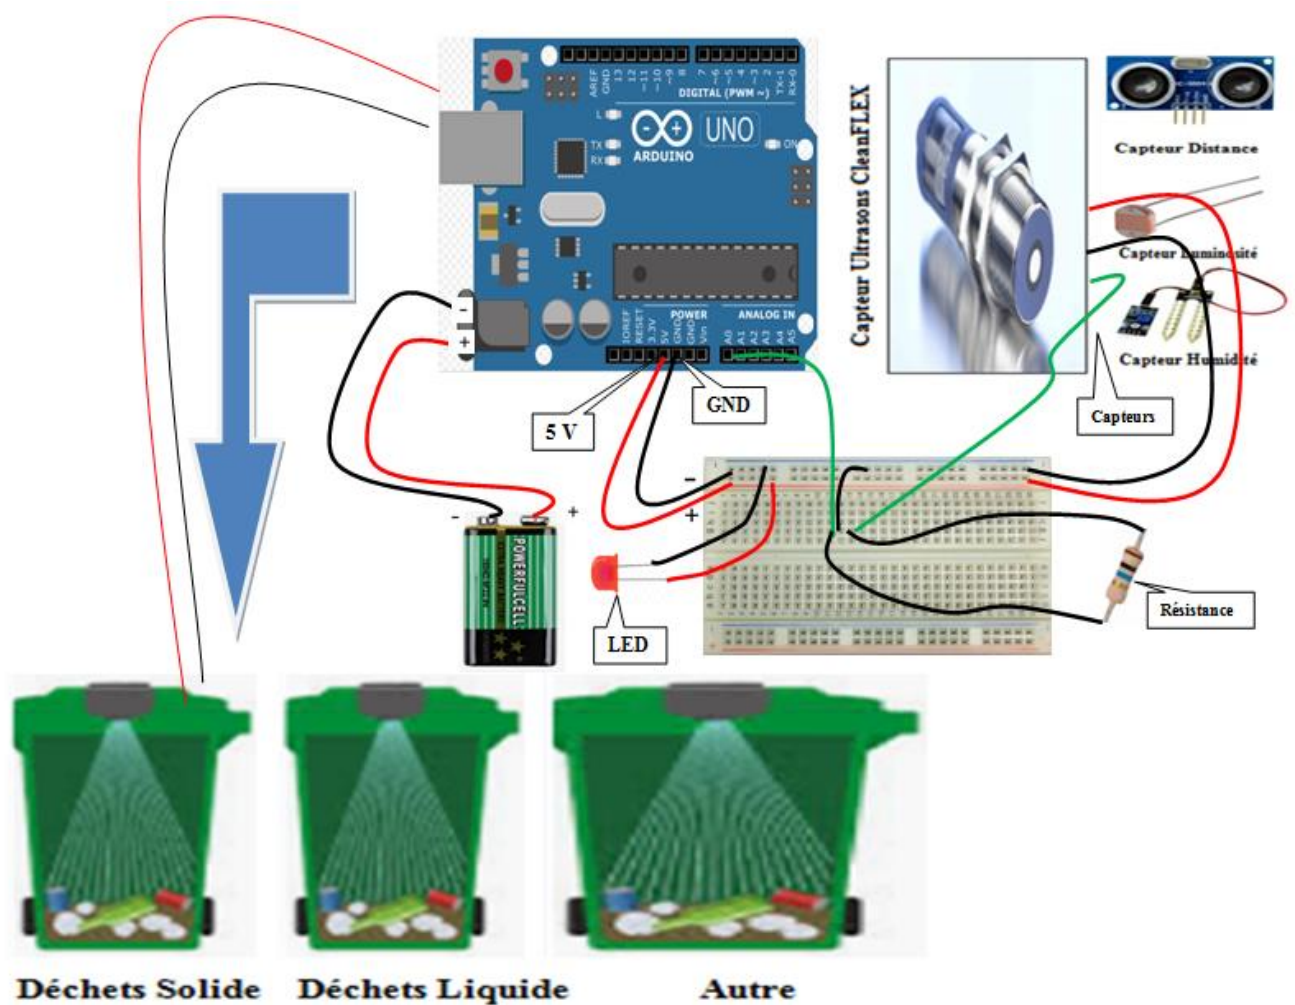 AREF
GND
13
12
~11
~10
~9
8
7
~6
~5
4
~3
2
TX-1
RX-0
DIGITAL (PWM ~)
L
TX
RX
ARDUINO
UNO
ON
IOREF
RESET
3.3V
5V
GND
GND
Vin
POWER
ANALOG IN
A0
A1
A2
A3
A4
A5
-
+
5 V
GND
Capteur Ultrasons CleanFLEX
Capteur Distance
Capteur Luminosité
Capteur Humidité
Capteurs
-
+
-
+
POWERFULCELL
LED
Résistance
Déchets Solide
Déchets Liquide
Autre